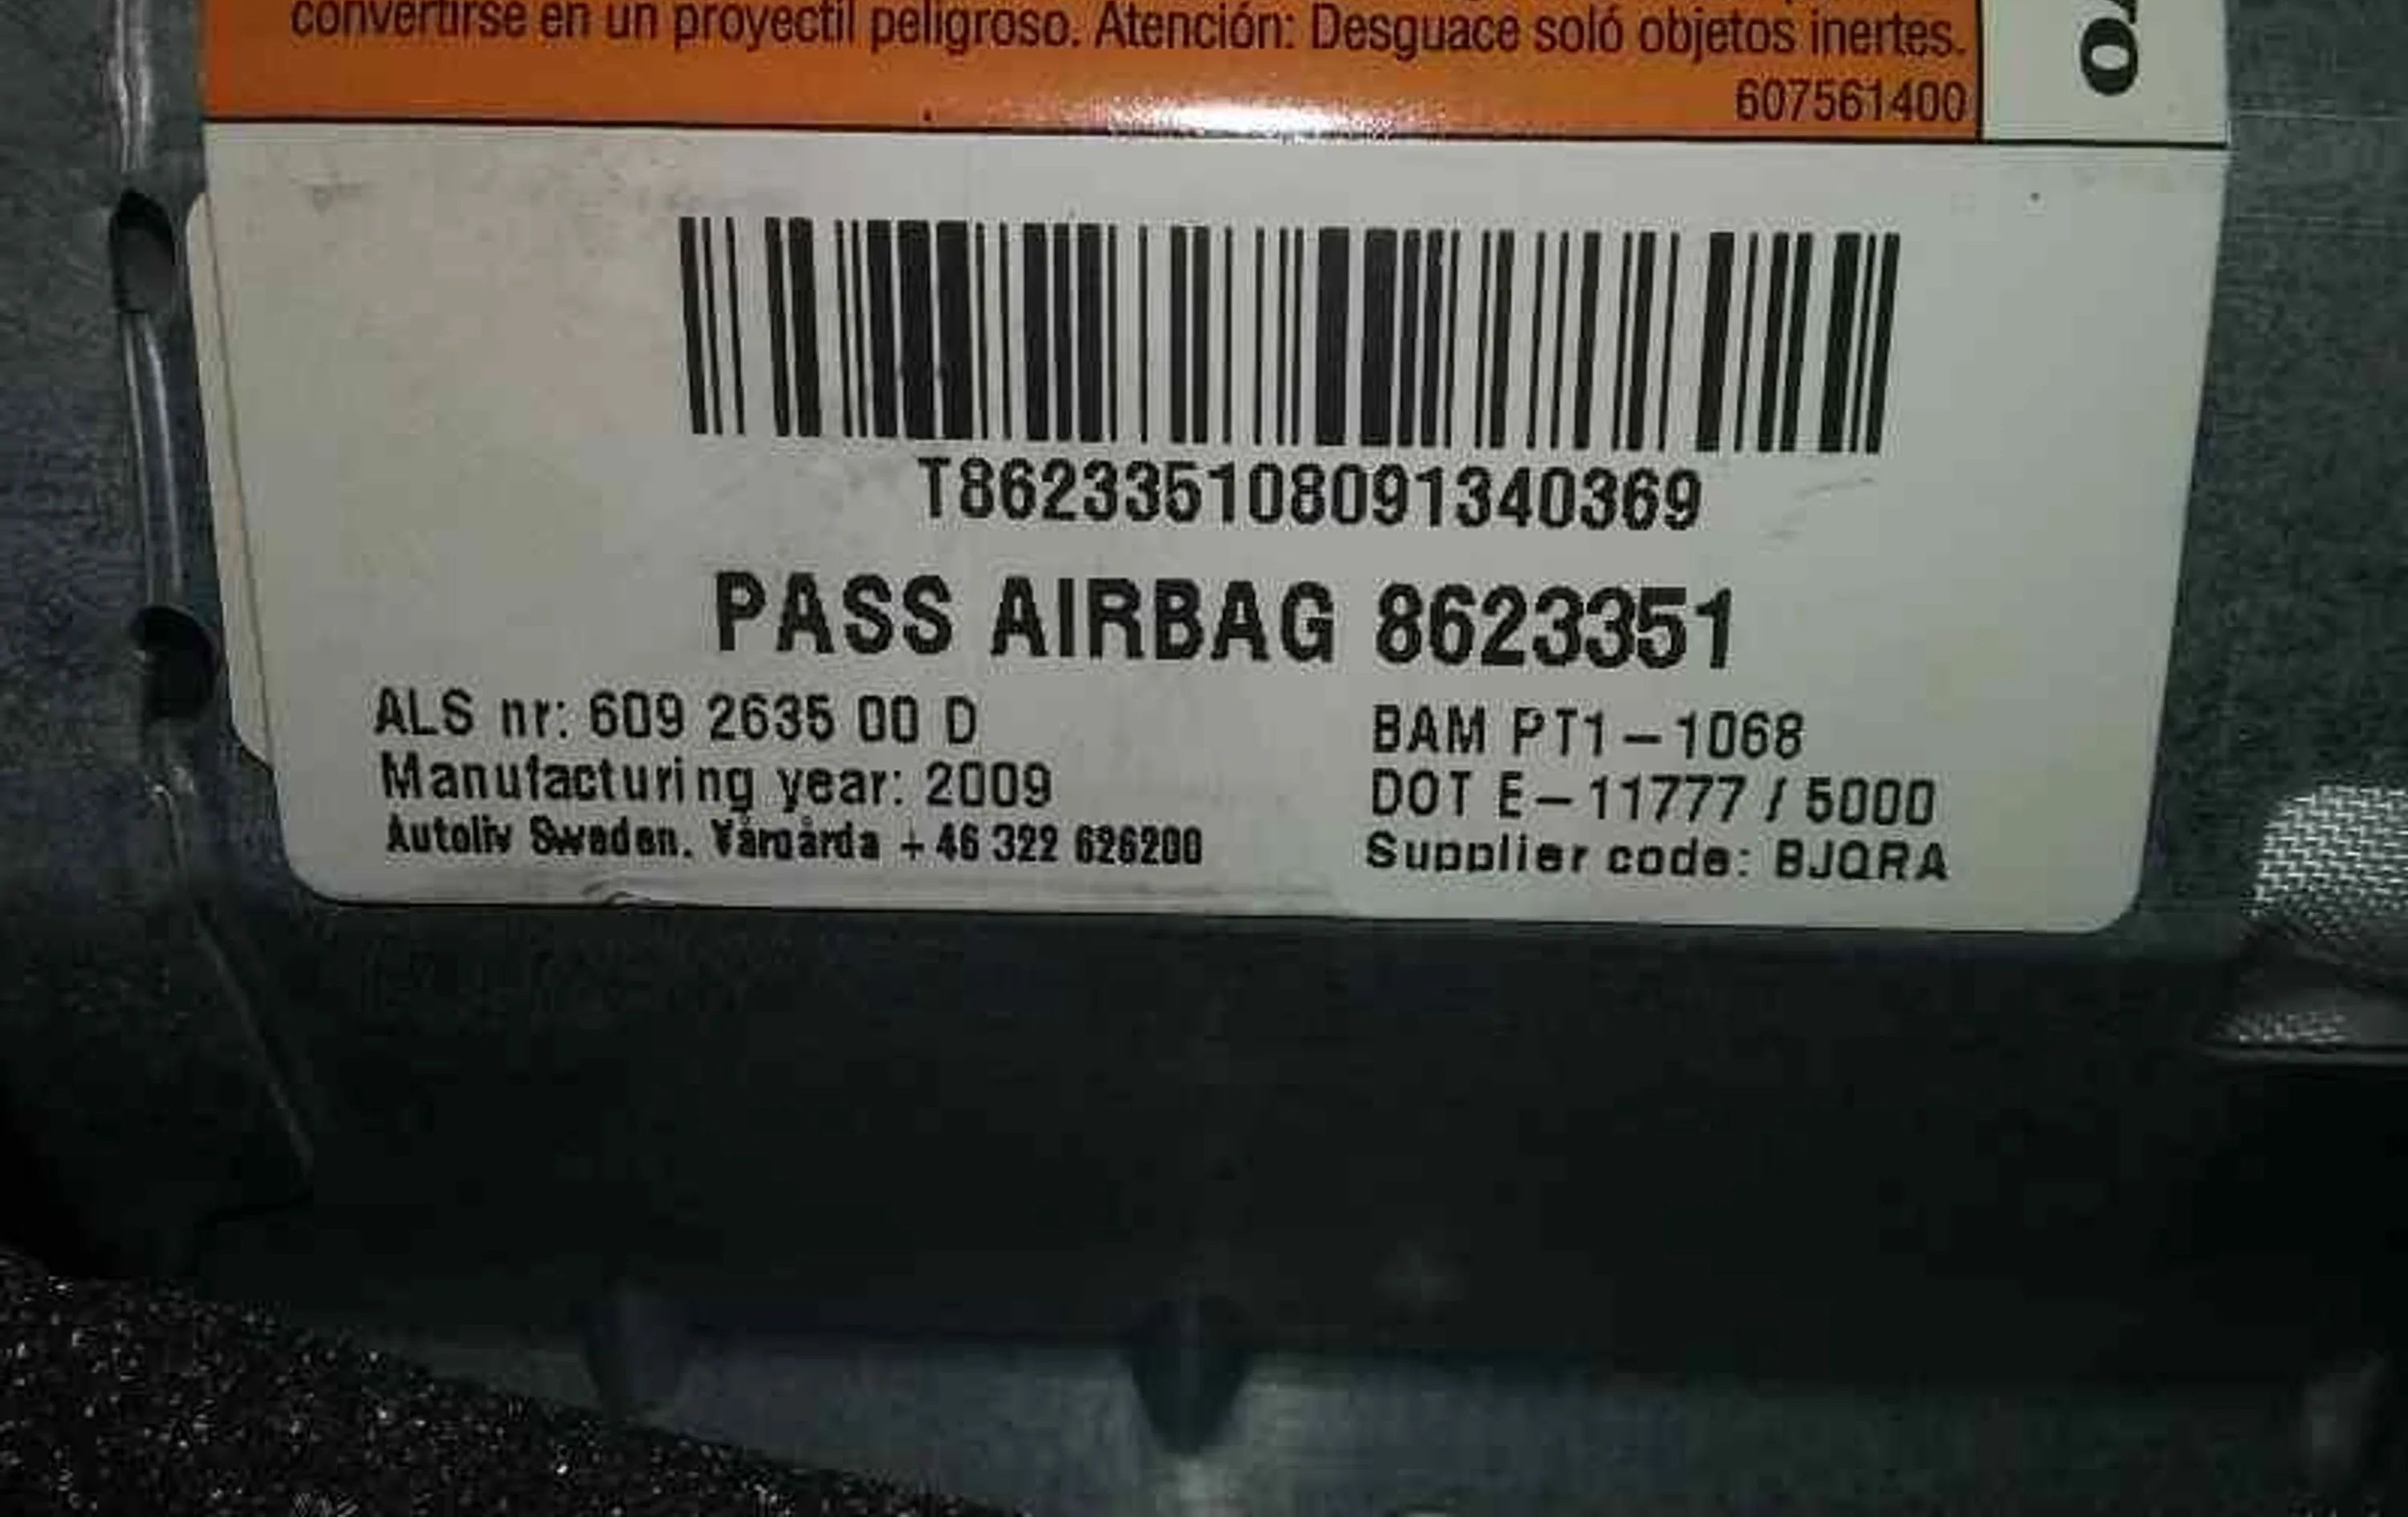 convertirse en un proyectil peligroso. Atención: Desguace soló objetos inertes.
607561400
T862335108091340369
PASS AIRBAG 8623351
ALS nr: 609 2635 00 D
BAM PT1-1068
Manufacturing year: 2009
DOT E-11777 / 5000
Autoliv Sweden. Vårgårda +46 322 626200
Supplier code: BJQRA